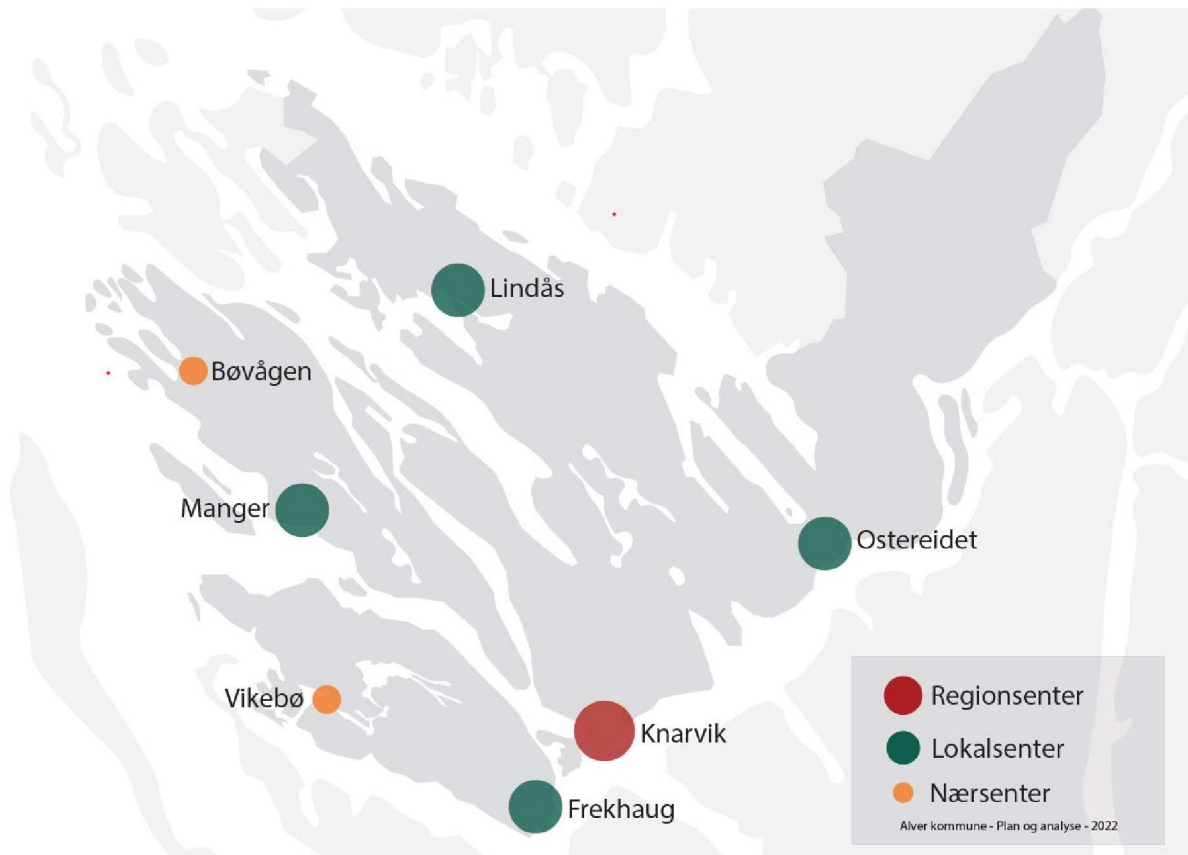 Lindås
Bøvågen
Manger
Ostereidet
Vikebø
Knarvik
Frekhaug
Regionsenter
Lokalsenter
Nærsenter
Alver kommune - Plan og analyse - 2022